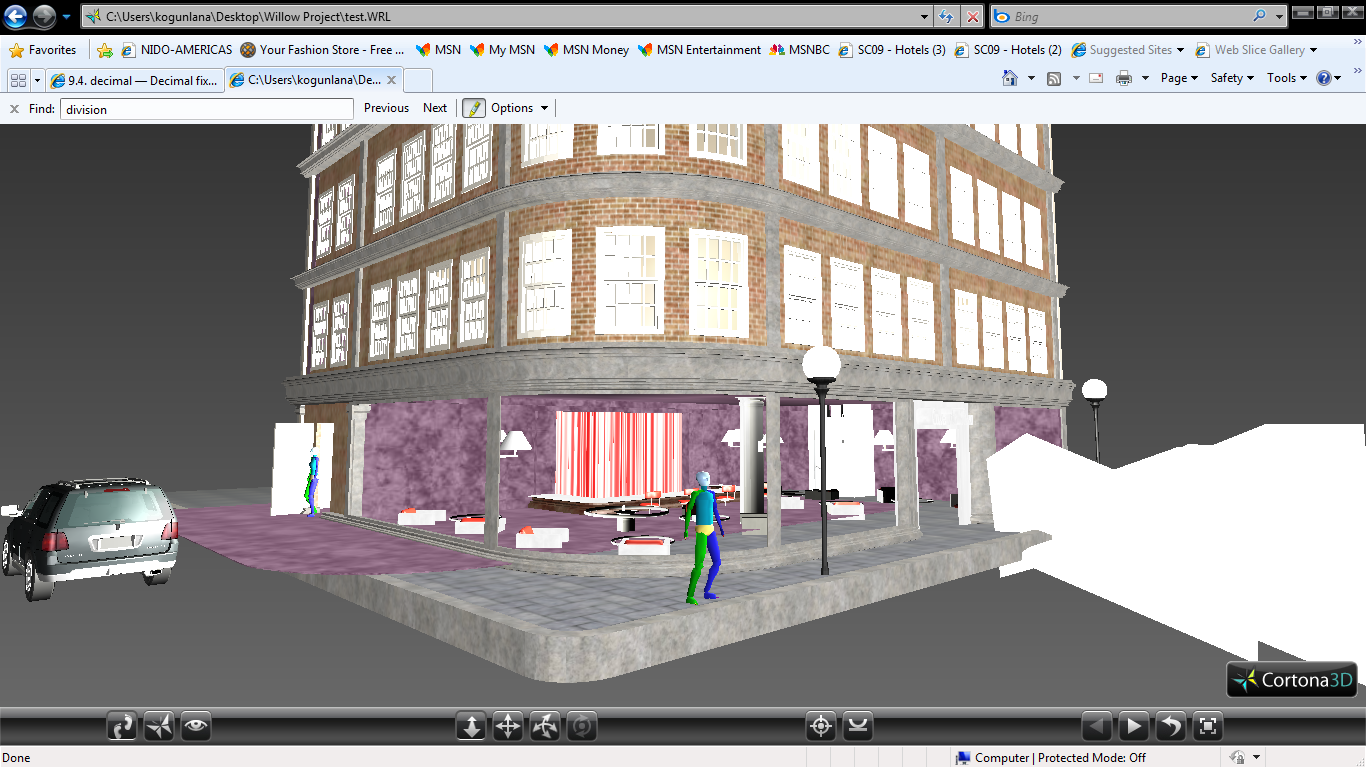 C:\Users\kogunlana\Desktop\Willow Project\test.WRL
Bing
Favorites
NIDO-AMERICAS
Your Fashion Store - Free ...
MSN
My MSN
MSN Money
MSN Entertainment
MSNBC
SC09 - Hotels (3)
SC09 - Hotels (2)
Suggested Sites
Web Slice Gallery
9.4. decimal — Decimal fix...
C:\Users\kogunlana\De...
Page
Safety
Tools
Find:
division
Previous
Next
Options
Cortona3D
Done
Computer | Protected Mode: Off